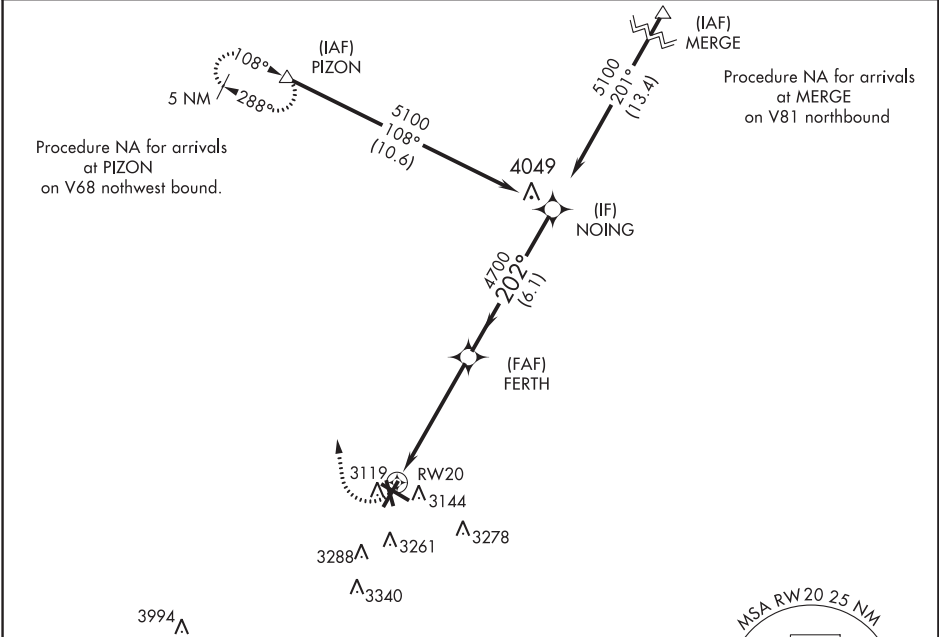 (IAF)
MERGE
(IAF)
PIZON
108°
288°
5 NM
Procedure NA for arrivals
at MERGE
on V81 northbound
5100
201°
(13.4)
5100
108°
(10.6)
Procedure NA for arrivals
at PIZON
on V68 nothwest bound.
4049
(IF)
NOING
4700
202°
(6.1)
(FAF)
FERTH
3119
RW20
3144
3278
3261
3288
3340
3994
MSA RW20 25 NM